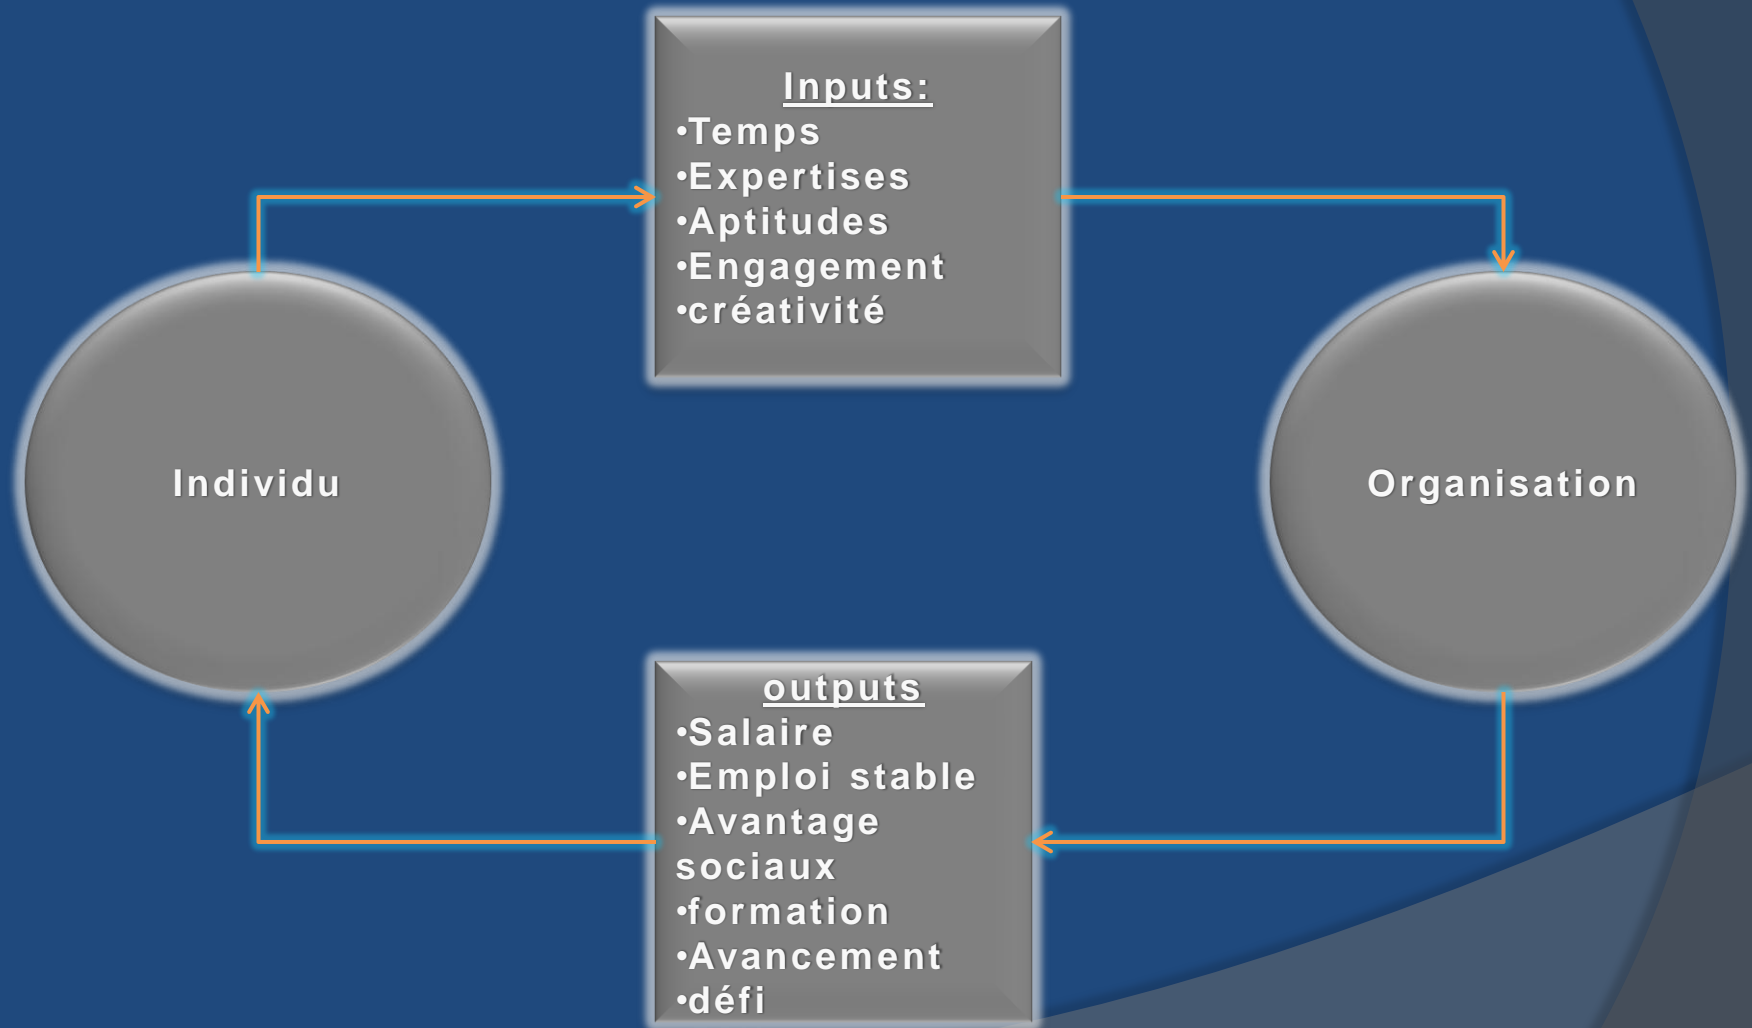 Inputs:
•Temps
•Expertises
•Aptitudes
•Engagement
•créativité
Individu
Organisation
outputs
•Salaire
•Emploi stable
•Avantage
sociaux
•formation
•Avancement
•défi